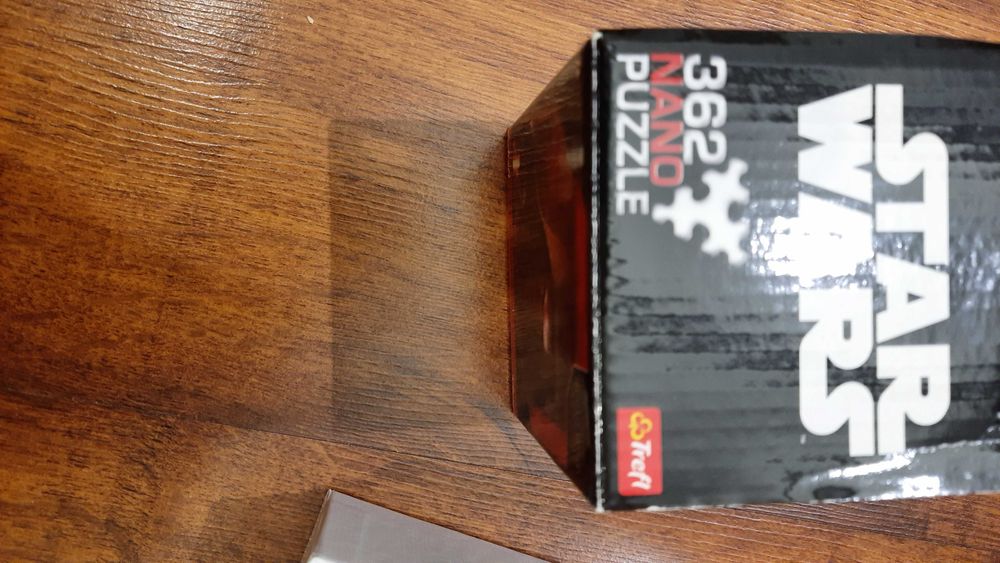 STAR
WARS
362
NANO
PUZZLE
Trefl